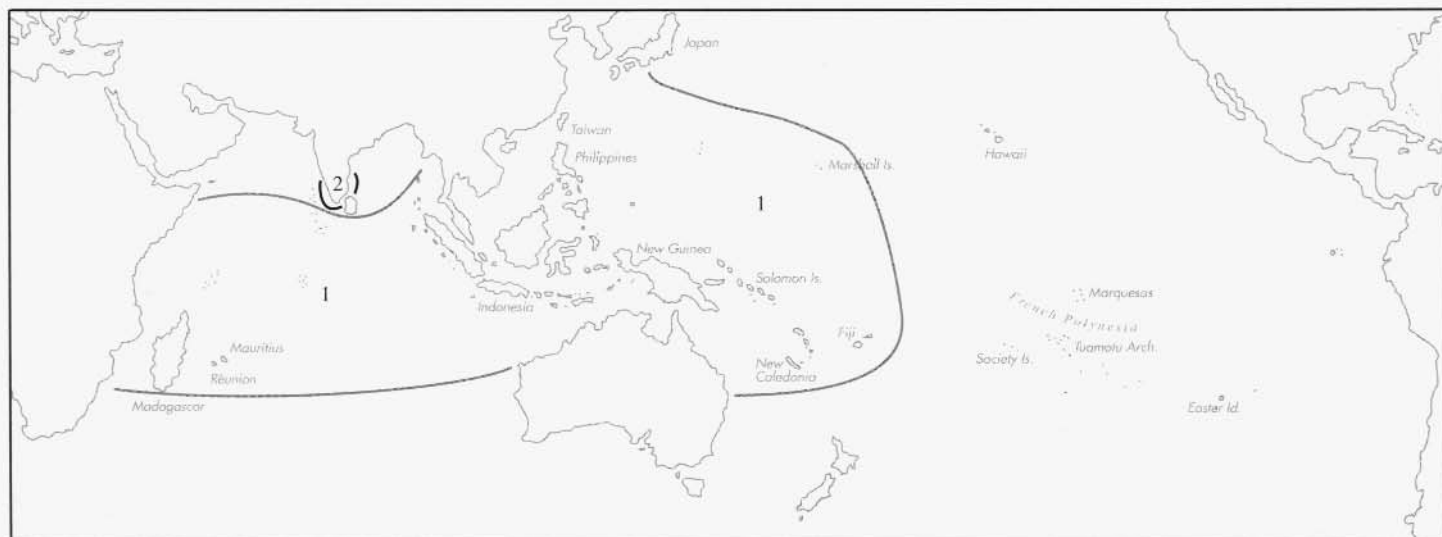 Japan
Taiwan
Philippines
Hawaii
Marshall Is.
2
1
New Guinea
Solomon Is.
1
Indonesia
Marquesas
French Polynesia
Fiji
Tuamotu Arch.
Society Is.
Mauritius
New
Caledonia
Réunion
Madagascar
Easter Id.